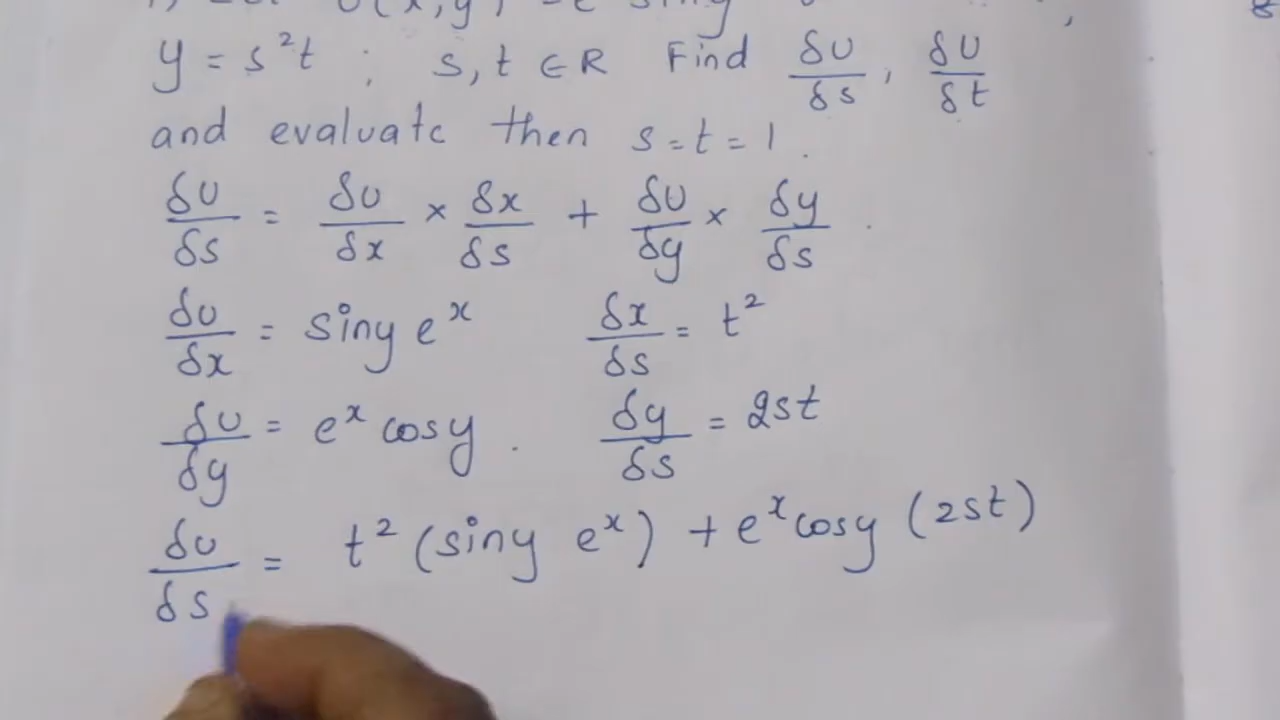 U(x,y) = e sin y
y = s²t ; s, t ∈ R Find δU/δs, δU/δt
and evaluate then s = t = 1.
δU/δs = δU/δx × δx/δs + δU/δy × δy/δs.
δU/δx = siny eˣ δx/δs = t²
δU/δy = eˣ cosy. δy/δs = 2st
δU/δs = t² (siny eˣ) + eˣ cosy (2st)